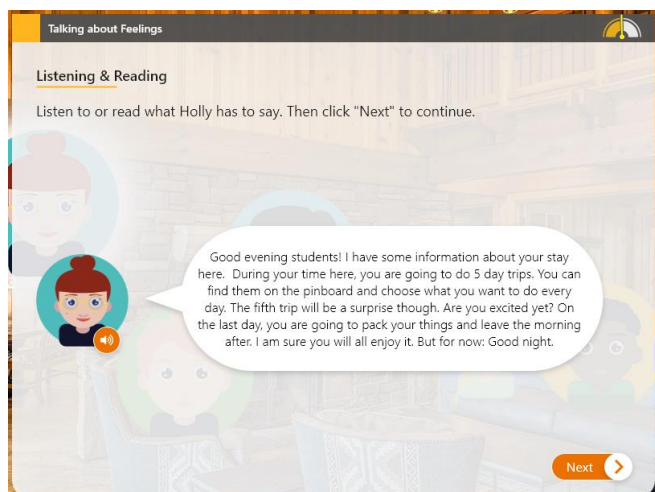 Talking about Feelings
Listening & Reading
Listen to or read what Holly has to say. Then click "Next" to continue.
Good evening students! I have some information about your stay
here. During your time here, you are going to do 5 day trips. You can
find them on the pinboard and choose what you want to do every
day. The fifth trip will be a surprise though. Are you excited yet? On
the last day, you are going to pack your things and leave the morning
after. I am sure you will all enjoy it. But for now: Good night.
Next